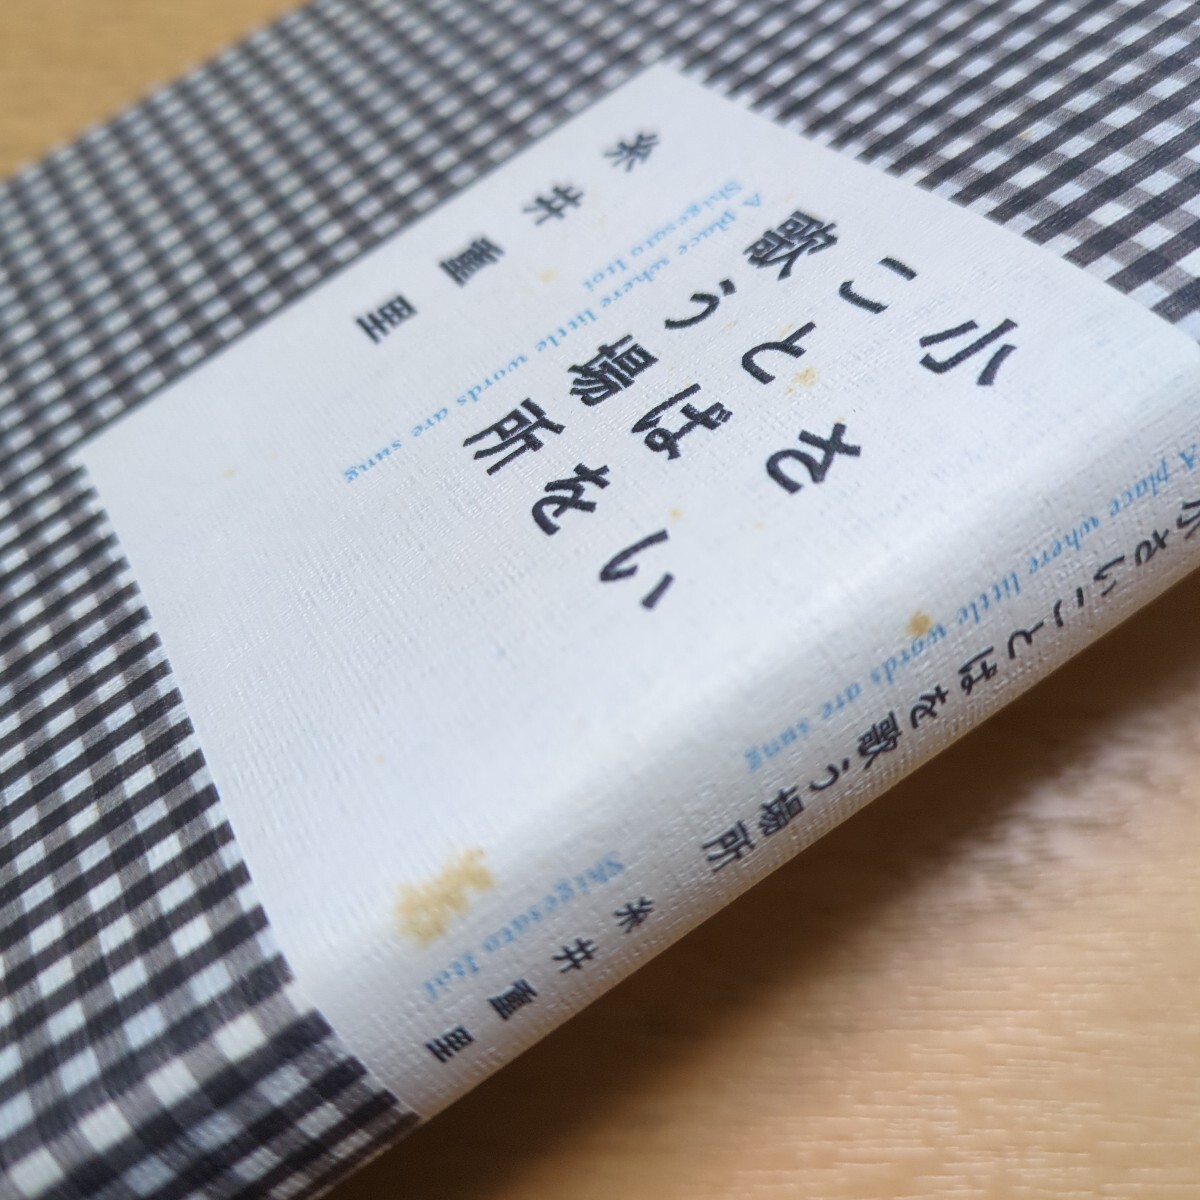 小さい
ことばを
歌う場所
A place where little words are sung
Shigesato Itoi
糸井重里
小さいことばを歌う場所
A place where little words are sung
糸井重里
Shigesato Itoi